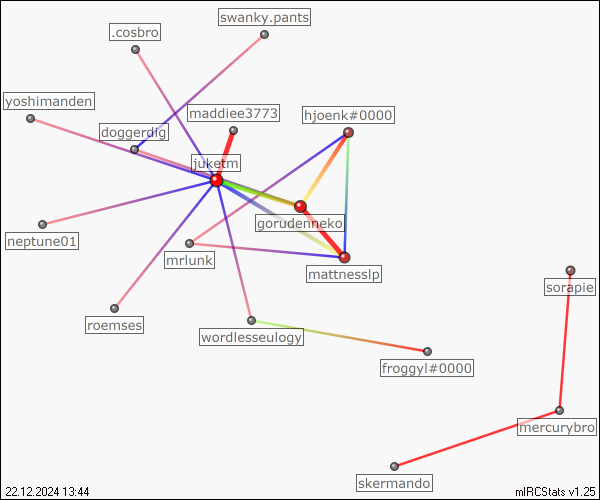 swanky.pants
.cosbro
yoshimanden
maddiee3773
hjoenk#0000
doggerdig
juketm
gorudenneko
neptune01
mrlunk
mattnesslp
sorapie
roemses
wordlesseulogy
froggyl#0000
mercurybro
skermando
22.12.2024 13:44
mIRCStats v1.25